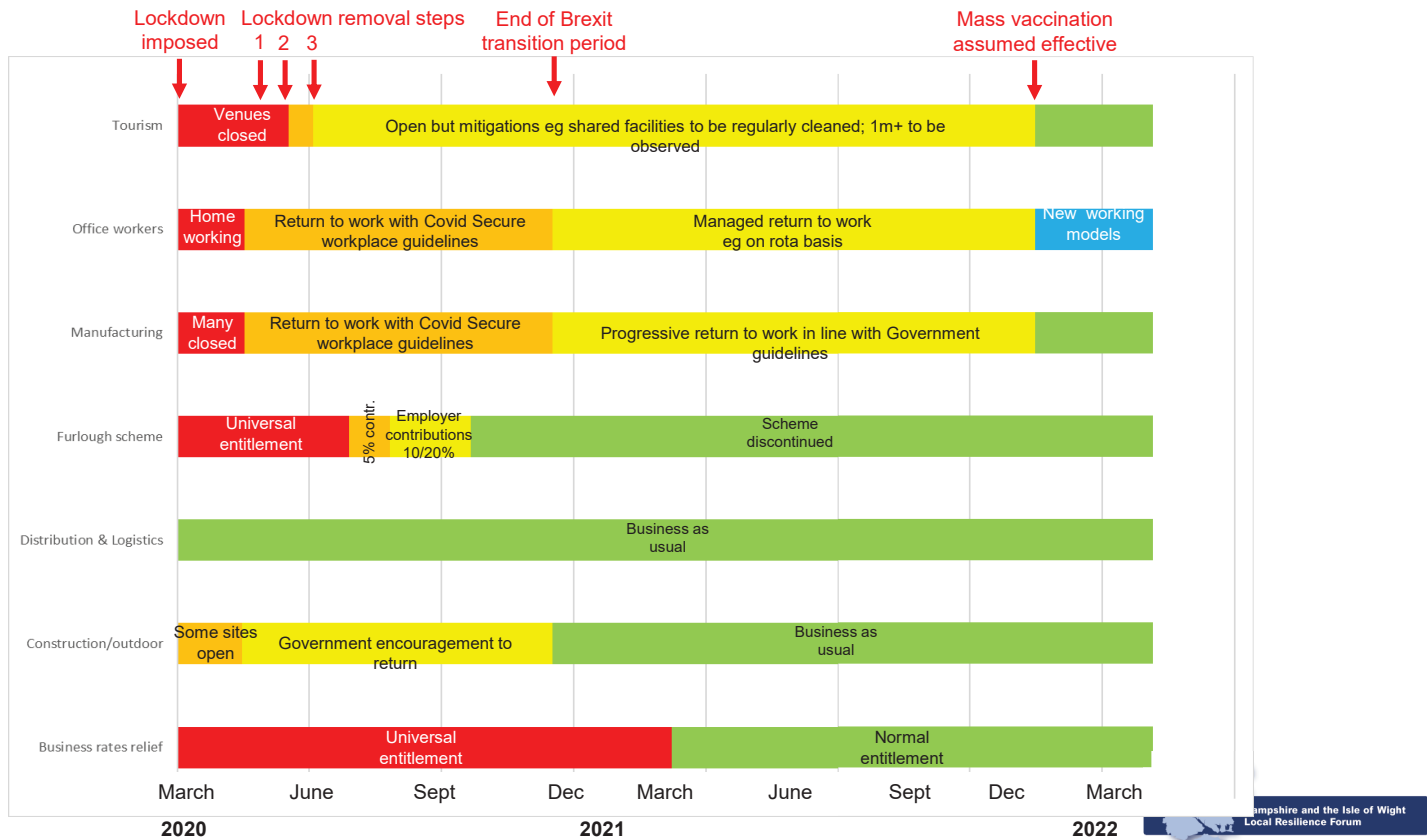 Lockdown
imposed
Lockdown removal steps
1 2 3
End of Brexit
transition period
Mass vaccination
assumed effective
Tourism
Venues
closed
Open but mitigations eg shared facilities to be regularly cleaned; 1m+ to be
observed
Office workers
Home
working
Return to work with Covid Secure
workplace guidelines
Managed return to work
eg on rota basis
New working
models
Manufacturing
Many
closed
Return to work with Covid Secure
workplace guidelines
Progressive return to work in line with Government
guidelines
Furlough scheme
Universal
entitlement
5% contr.
Employer
contributions
10/20%
Scheme
discontinued
Distribution & Logistics
Business as
usual
Construction/outdoor
Some sites
open
Government encouragement to
return
Business as
usual
Business rates relief
Universal
entitlement
Normal
entitlement
March June Sept Dec March June Sept Dec March
2020 2021 2022
ampshire and the Isle of Wight
Local Resilience Forum